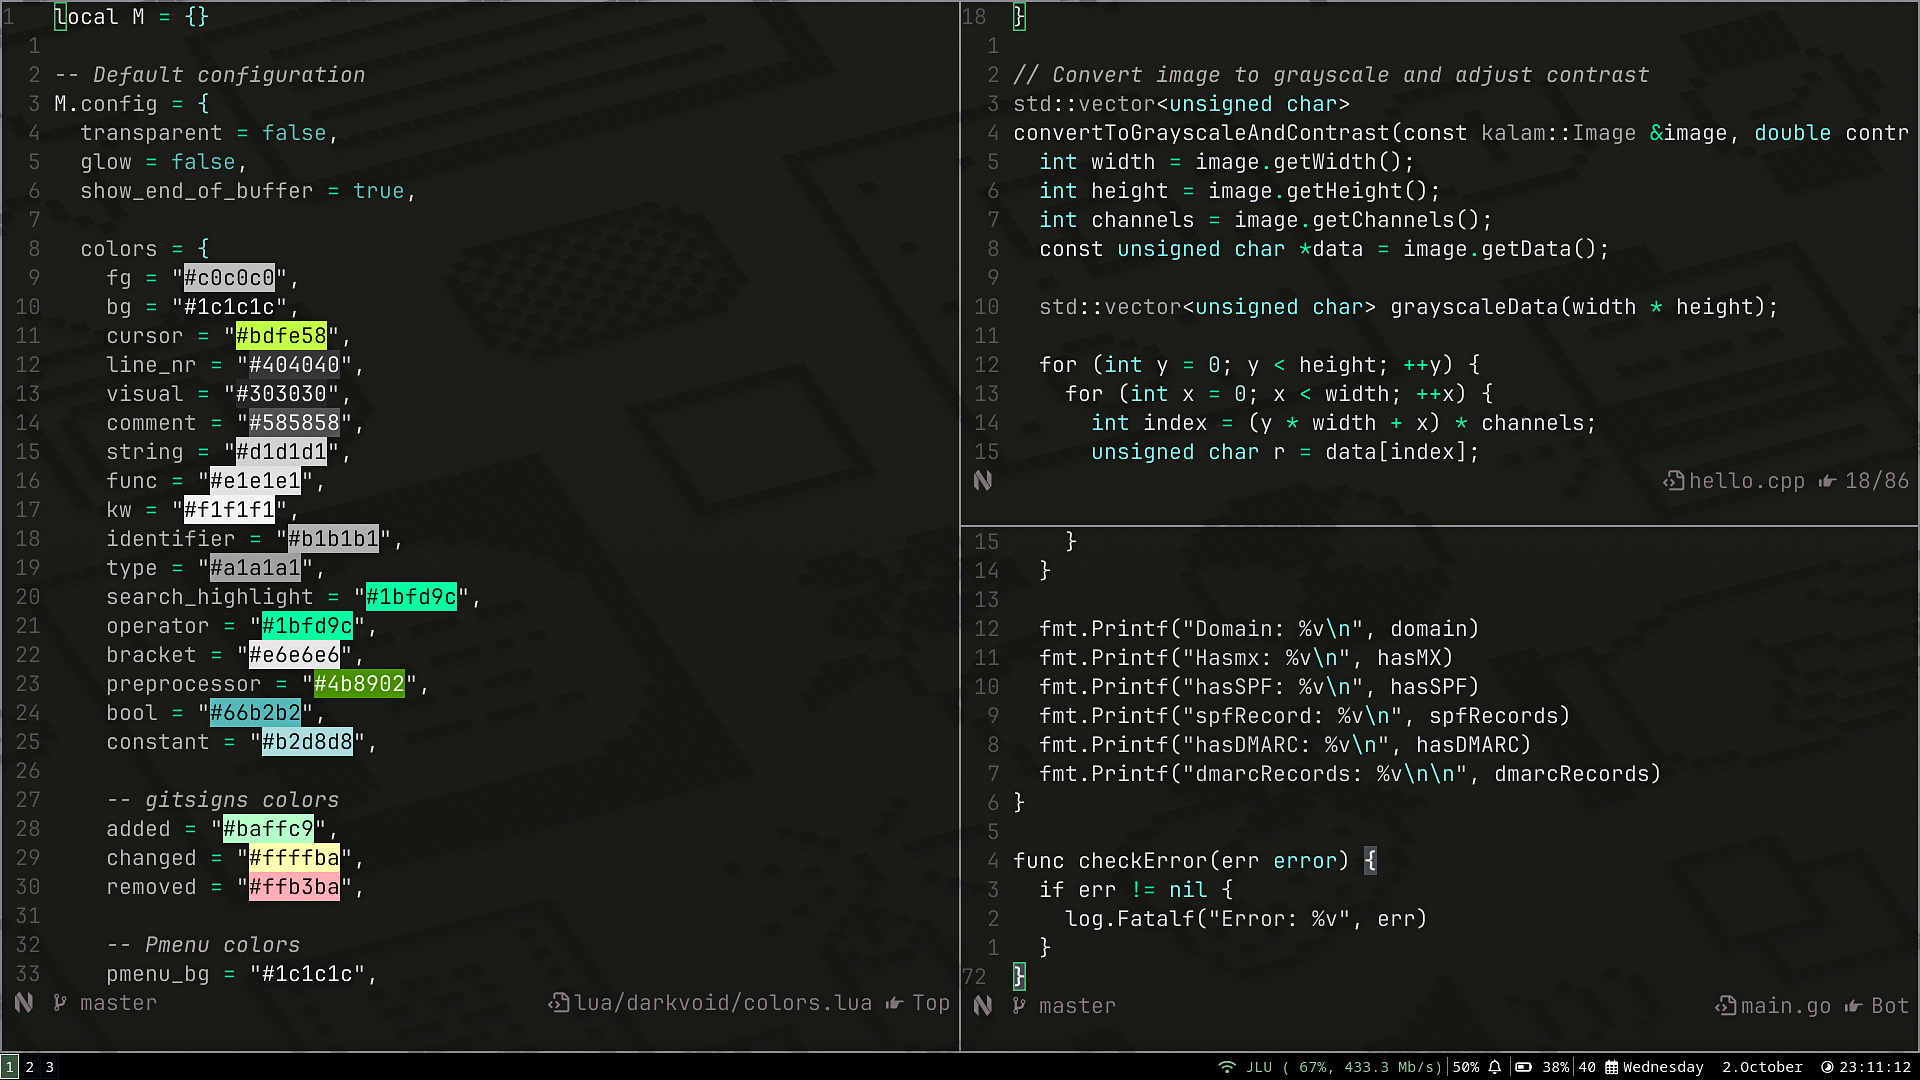 1 local M = {}
1
2 -- Default configuration
3 M.config = {
4 transparent = false,
5 glow = false,
6 show_end_of_buffer = true,
7
8 colors = {
9 fg = "#c0c0c0",
10 bg = "#1c1c1c",
11 cursor = "#bdfe58",
12 line_nr = "#404040",
13 visual = "#303030",
14 comment = "#585858",
15 string = "#d1d1d1",
16 func = "#e1e1e1",
17 kw = "#f1f1f1",
18 identifier = "#b1b1b1",
19 type = "#a1a1a1",
20 search_highlight = "#1bfd9c",
21 operator = "#1bfd9c",
22 bracket = "#e6e6e6",
23 preprocessor = "#4b8902",
24 bool = "#66b2b2",
25 constant = "#b2d8d8",
26
27 -- gitsigns colors
28 added = "#baffc9",
29 changed = "#ffffba",
30 removed = "#ffb3ba",
31
32 -- Pmenu colors
33 pmenu_bg = "#1c1c1c",
master lua/darkvoid/colors.lua Top
18 }
1
2 // Convert image to grayscale and adjust contrast
3 std::vector<unsigned char>
4 convertToGrayscaleAndContrast(const kalam::Image &image, double contr
5 int width = image.getWidth();
6 int height = image.getHeight();
7 int channels = image.getChannels();
8 const unsigned char *data = image.getData();
9
10 std::vector<unsigned char> grayscaleData(width * height);
11
12 for (int y = 0; y < height; ++y) {
13 for (int x = 0; x < width; ++x) {
14 int index = (y * width + x) * channels;
15 unsigned char r = data[index];
hello.cpp 18/86
15 }
14 }
13
12 fmt.Printf("Domain: %v\n", domain)
11 fmt.Printf("Hasmx: %v\n", hasMX)
10 fmt.Printf("hasSPF: %v\n", hasSPF)
9 fmt.Printf("spfRecord: %v\n", spfRecords)
8 fmt.Printf("hasDMARC: %v\n", hasDMARC)
7 fmt.Printf("dmarcRecords: %v\n\n", dmarcRecords)
6 }
5
4 func checkError(err error) {
3 if err != nil {
2 log.Fatalf("Error: %v", err)
1 }
72 }
master main.go Bot
1 2 3 JLU ( 67%, 433.3 Mb/s)|50% | 38%|40 Wednesday 2.October 23:11:12